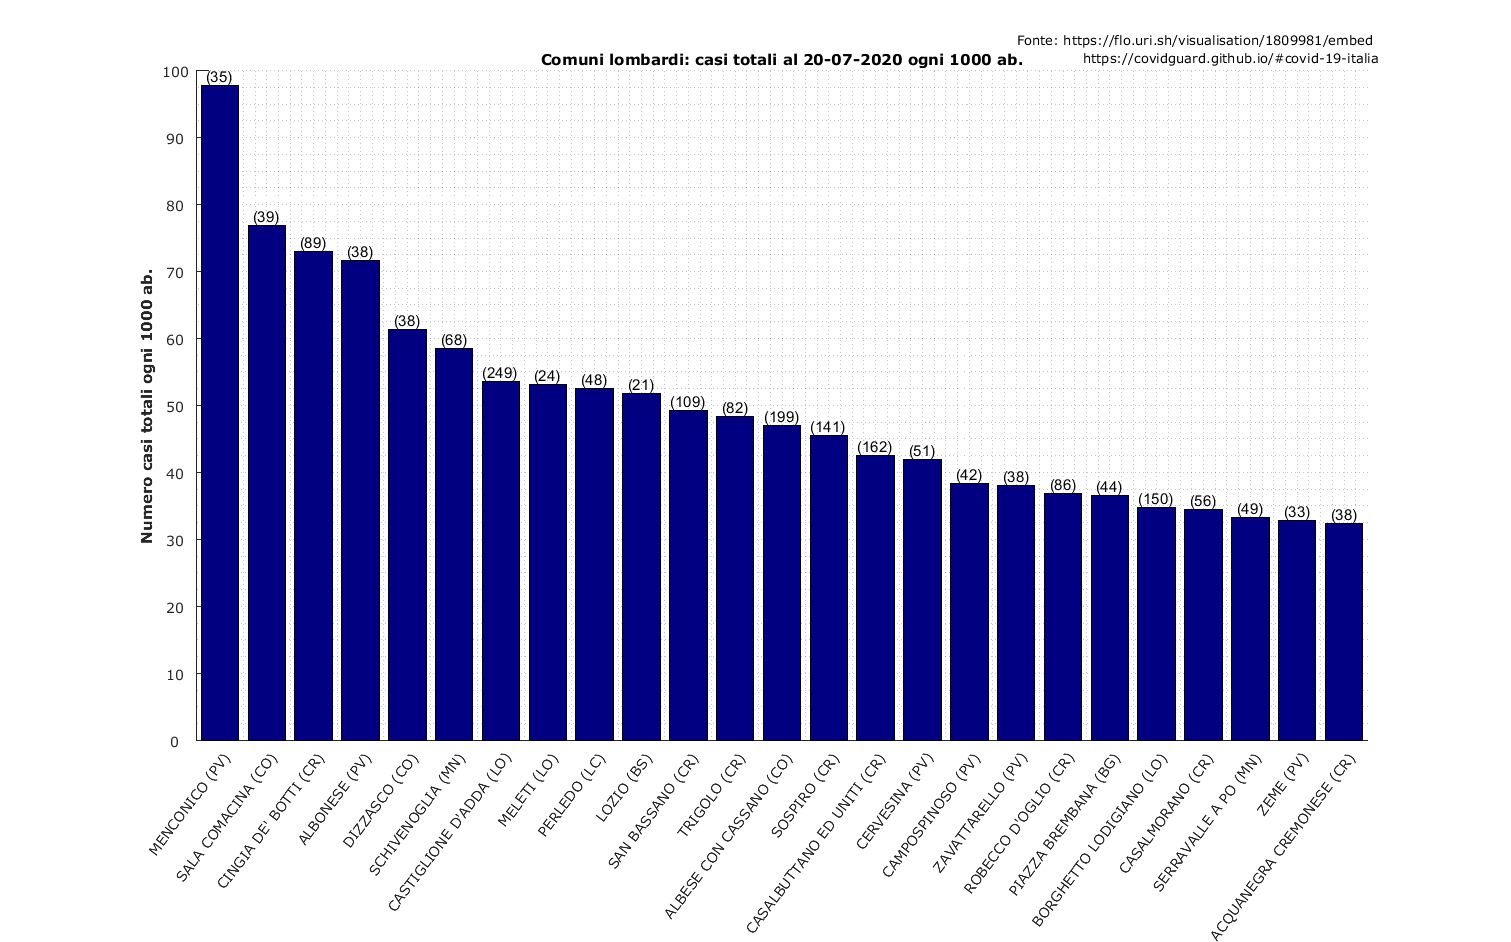 Fonte: https://flo.uri.sh/visualisation/1809981/embed
https://covidguard.github.io/#covid-19-italia
Comuni lombardi: casi totali al 20-07-2020 ogni 1000 ab.
Numero casi totali ogni 1000 ab.
100
90
80
70
60
50
40
30
20
10
0
(35)
(39)
(89)
(38)
(38)
(68)
(249)
(24)
(48)
(21)
(109)
(82)
(199)
(141)
(162)
(51)
(42)
(38)
(86)
(44)
(150)
(56)
(49)
(33)
(38)
MENCONICO (PV)
SALA COMACINA (CO)
CINGIA DE' BOTTI (CR)
ALBONESE (PV)
DIZZASCO (CO)
SCHIVENOGLIA (MN)
CASTIGLIONE D'ADDA (LO)
MELETI (LO)
PERLEDO (LC)
LOZIO (BS)
SAN BASSANO (CR)
TRIGOLO (CR)
ALBESE CON CASSANO (CO)
SOSPIRO (CR)
CASALBUTTANO ED UNITI (CR)
CERVESINA (PV)
CAMPOSPINOSO (PV)
ZAVATTARELLO (PV)
ROBECCO D'OGLIO (CR)
PIAZZA BREMBANA (BG)
BORGHETTO LODIGIANO (LO)
CASALMORANO (CR)
SERRAVALLE A PO (MN)
ZEME (PV)
ACQUANEGRA CREMONESE (CR)